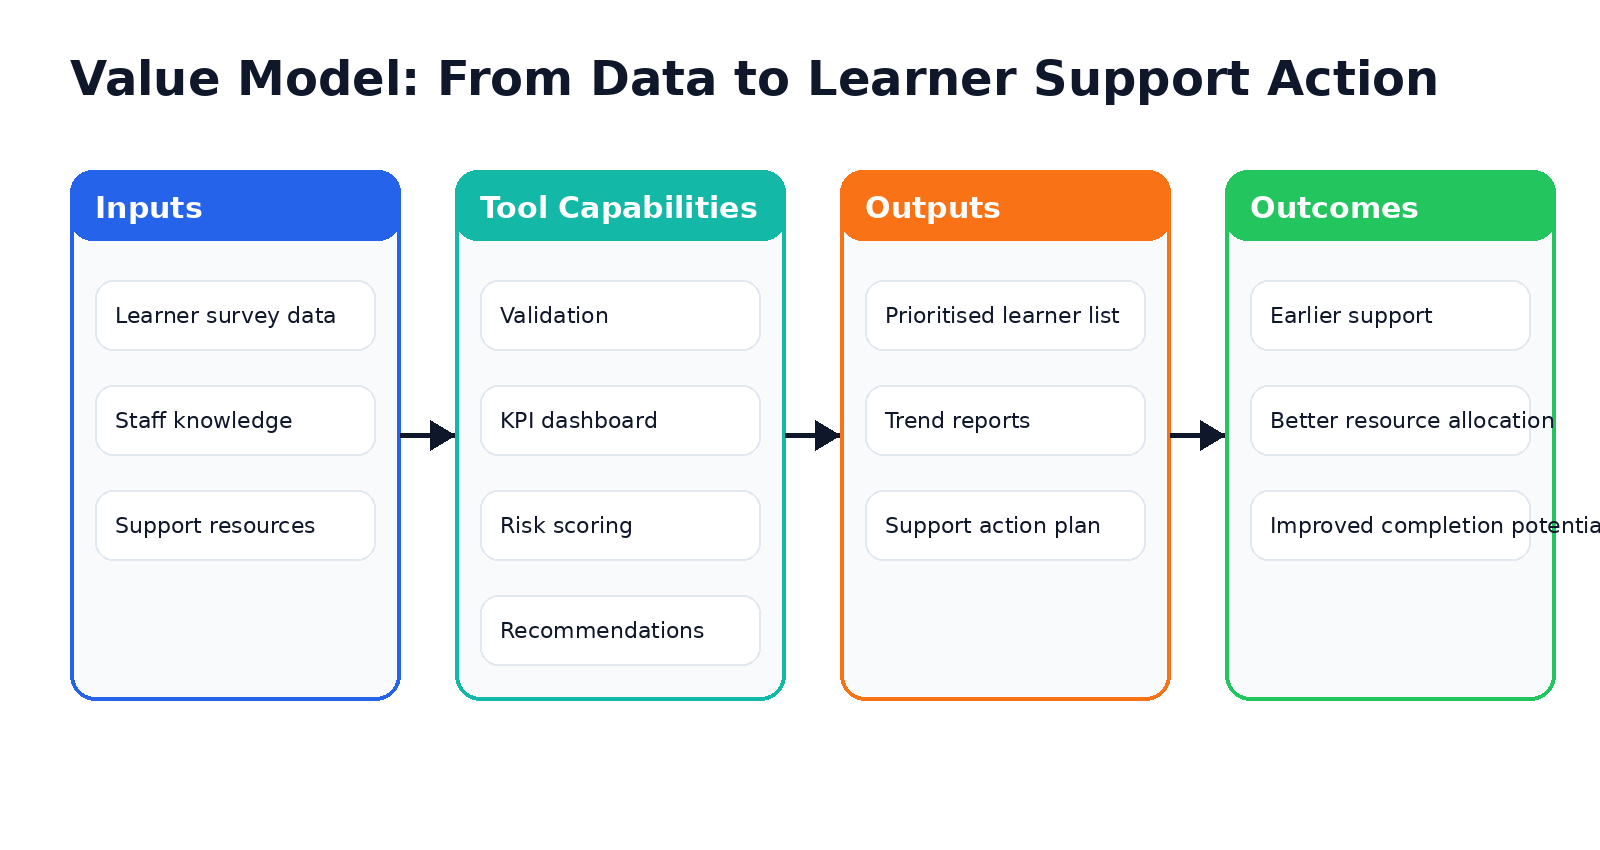 Value Model: From Data to Learner Support Action
Inputs
Learner survey data
Staff knowledge
Support resources
Tool Capabilities
Validation
KPI dashboard
Risk scoring
Recommendations
Outputs
Prioritised learner list
Trend reports
Support action plan
Outcomes
Earlier support
Better resource allocation
Improved completion potentia